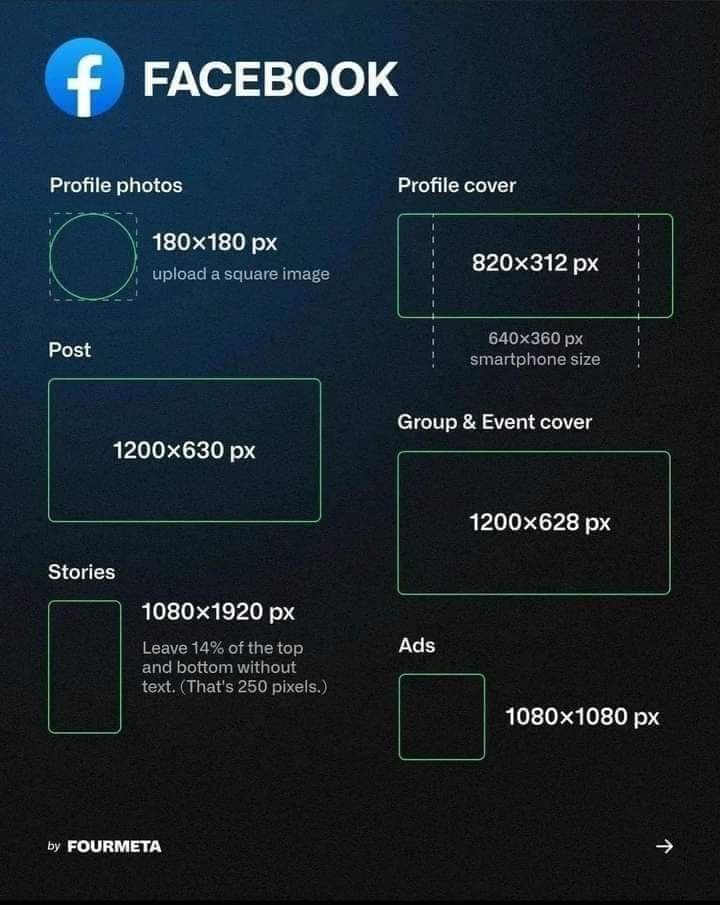 FACEBOOK
Profile photos
180×180 px
upload a square image
Post
1200×630 px
Stories
1080×1920 px
Leave 14% of the top
and bottom without
text. (That's 250 pixels.)
Profile cover
820×312 px
640×360 px
smartphone size
Group & Event cover
1200×628 px
Ads
1080×1080 px
by FOURMETA